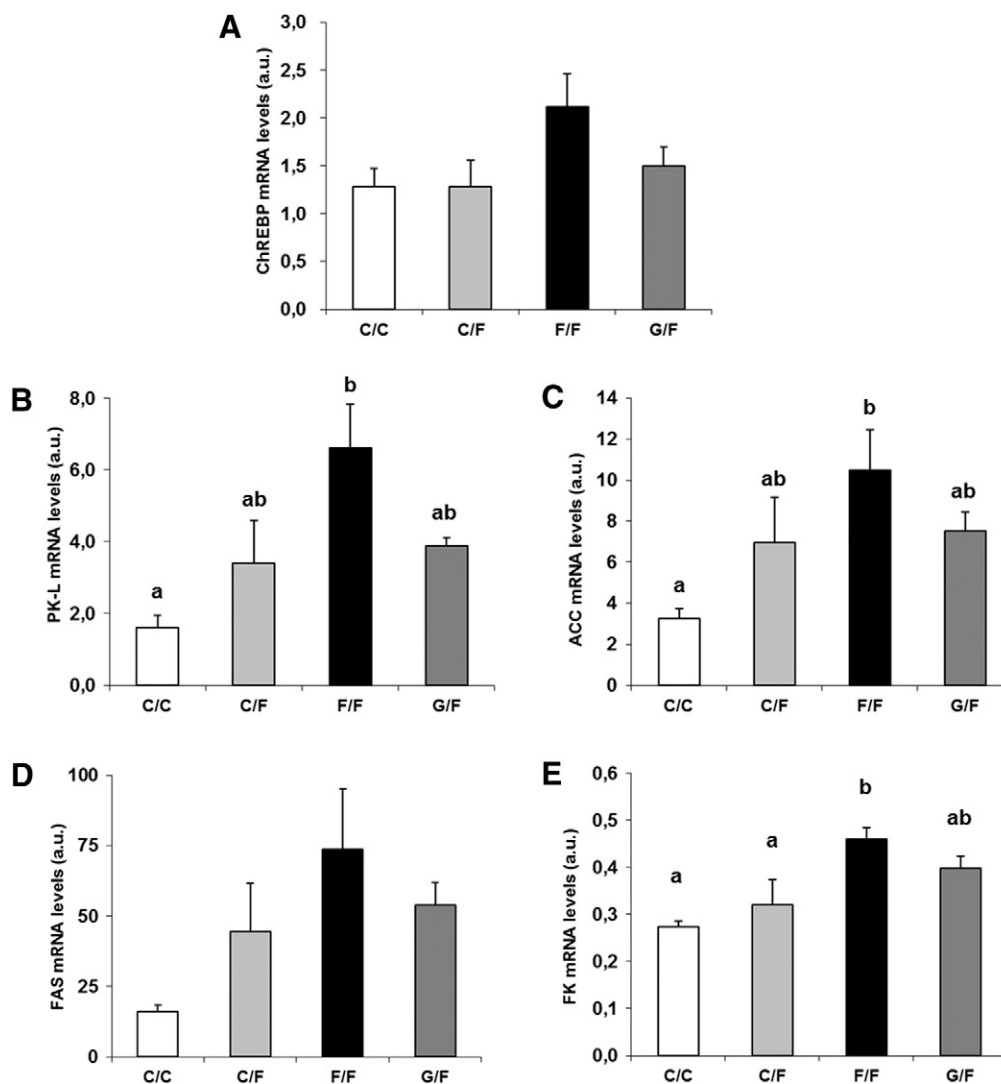 A
ChREBP mRNA levels (a.u.)
3,0
2,5
2,0
1,5
1,0
0,5
0,0
C/C C/F F/F G/F
B
PK-L mRNA levels (a.u.)
8,0
6,0
4,0
2,0
0,0
a ab b ab
C/C C/F F/F G/F
C
ACC mRNA levels (a.u.)
14
12
10
8
6
4
2
0
a ab b ab
C/C C/F F/F G/F
D
FAS mRNA levels (a.u.)
100
75
50
25
0
C/C C/F F/F G/F
E
FK mRNA levels (a.u.)
0,6
0,5
0,4
0,3
0,2
0,1
0,0
a a b ab
C/C C/F F/F G/F